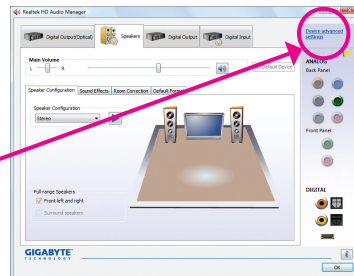 Realtek HD Audio Manager
Digital Output(Optical)
Speakers
Digital Output
Digital Input
Device advanced
settings
Main Volume
L
R
Default Device
ANALOG
Back Panel
Speaker Configuration
Sound Effects
Room Correction
Default Format
Speaker Configuration
Stereo
Front Panel
Full-range Speakers
Front left and right
Surround speakers
DIGITAL
GIGABYTE
TECHNOLOGY
OK